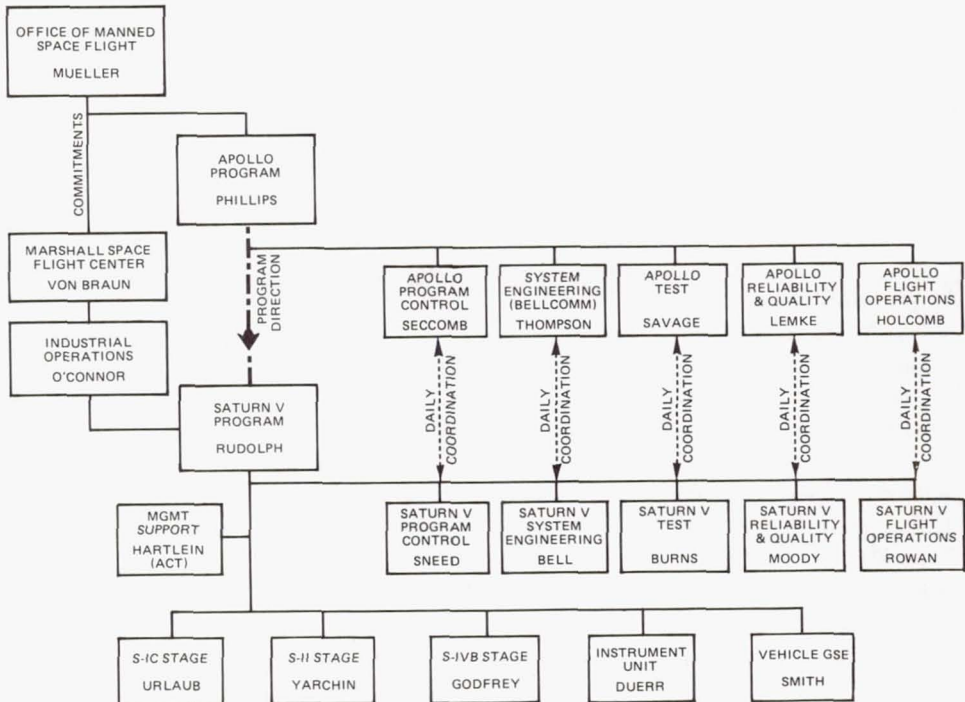 OFFICE OF MANNED
SPACE FLIGHT
MUELLER
COMMITMENTS
APOLLO
PROGRAM
PHILLIPS
MARSHALL SPACE
FLIGHT CENTER
VON BRAUN
INDUSTRIAL
OPERATIONS
O'CONNOR
PROGRAM
DIRECTION
APOLLO
PROGRAM
CONTROL
SECCOMB
SYSTEM
ENGINEERING
(BELLCOMM)
THOMPSON
APOLLO
TEST
SAVAGE
APOLLO
RELIABILITY
& QUALITY
LEMKE
APOLLO
FLIGHT
OPERATIONS
HOLCOMB
DAILY
COORDINATION
DAILY
COORDINATION
DAILY
COORDINATION
DAILY
COORDINATION
DAILY
COORDINATION
SATURN V
PROGRAM
RUDOLPH
MGMT
SUPPORT
HARTLEIN
(ACT)
SATURN V
PROGRAM
CONTROL
SNEED
SATURN V
SYSTEM
ENGINEERING
BELL
SATURN V
TEST
BURNS
SATURN V
RELIABILITY
& QUALITY
MOODY
SATURN V
FLIGHT
OPERATIONS
ROWAN
S-IC STAGE
URLAUB
S-II STAGE
YARCHIN
S-IVB STAGE
GODFREY
INSTRUMENT
UNIT
DUERR
VEHICLE GSE
SMITH